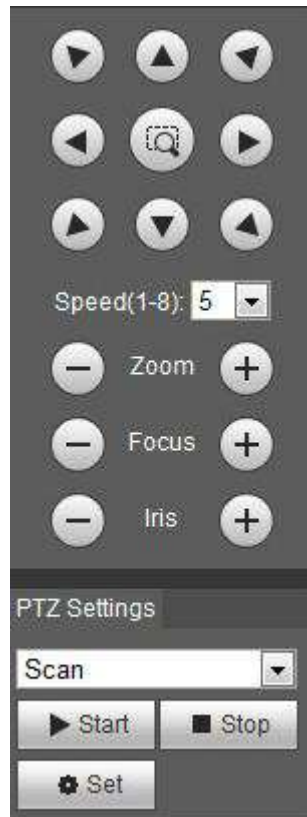 Speed(1-8): 5
Zoom
Focus
Iris
PTZ Settings
Scan
Start Stop
Set